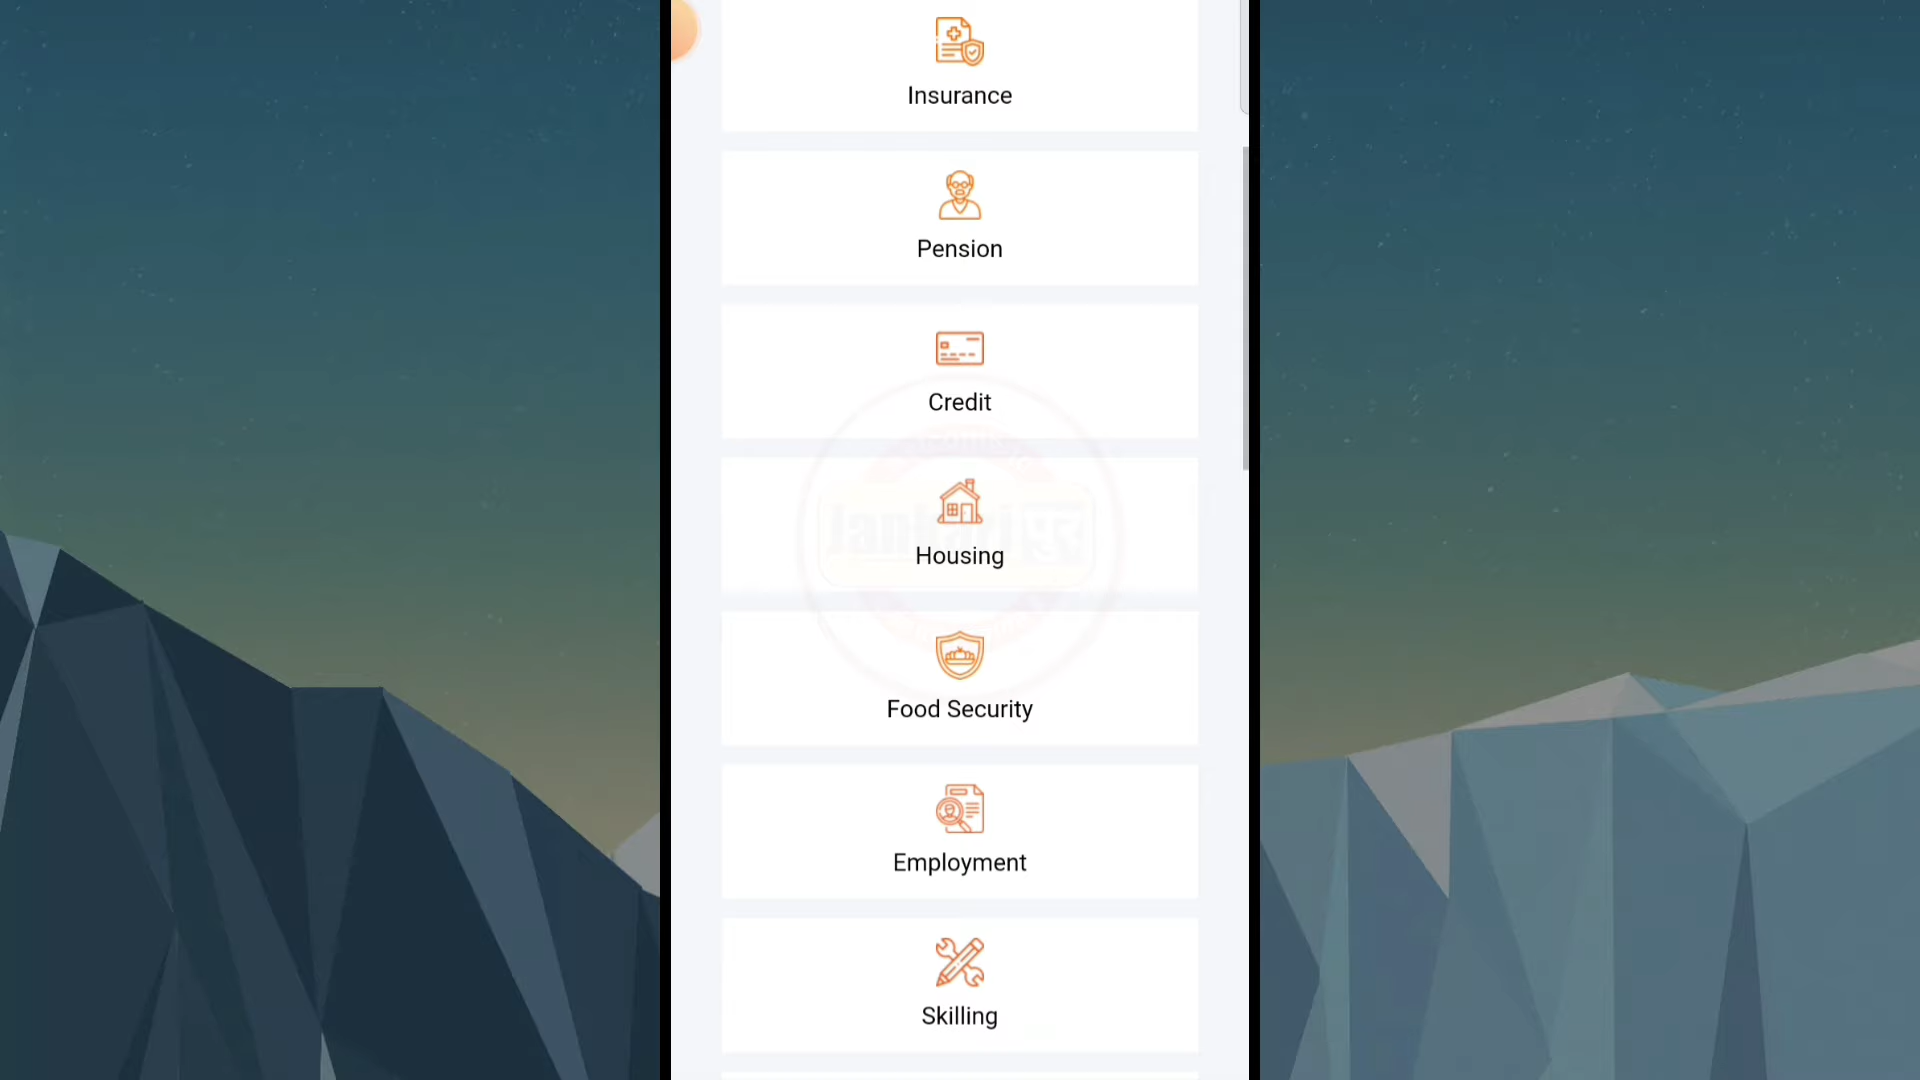 Insurance
Pension
Credit
Housing
Food Security
Employment
Skilling